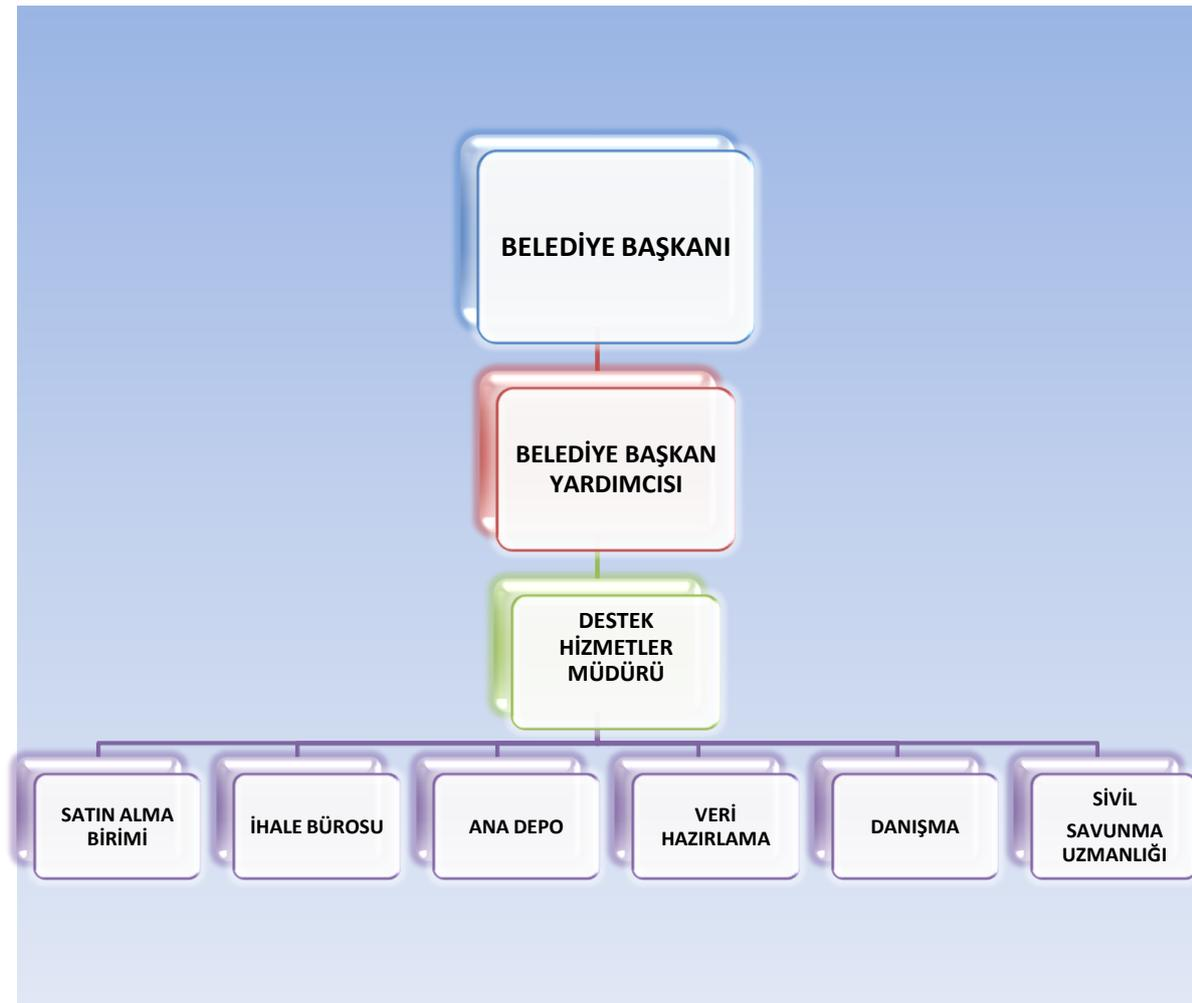 BELEDİYE BAŞKANI
BELEDİYE BAŞKAN
YARDIMCISI
DESTEK
HİZMETLER
MÜDÜRÜ
SATIN ALMA
BİRİMİ
İHALE BÜROSU
ANA DEPO
VERİ
HAZIRLAMA
DANIŞMA
SİVİL
SAVUNMA
UZMANLIĞI